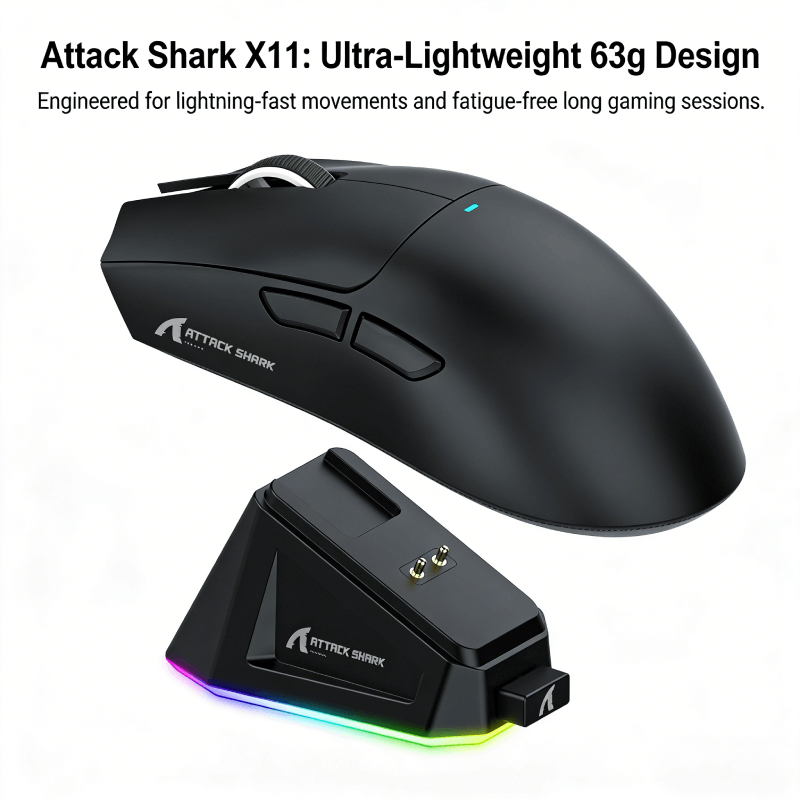 Attack Shark X11: Ultra-Lightweight 63g Design
Engineered for lightning-fast movements and fatigue-free long gaming sessions.
ATTACK SHARK
ATTACK SHARK